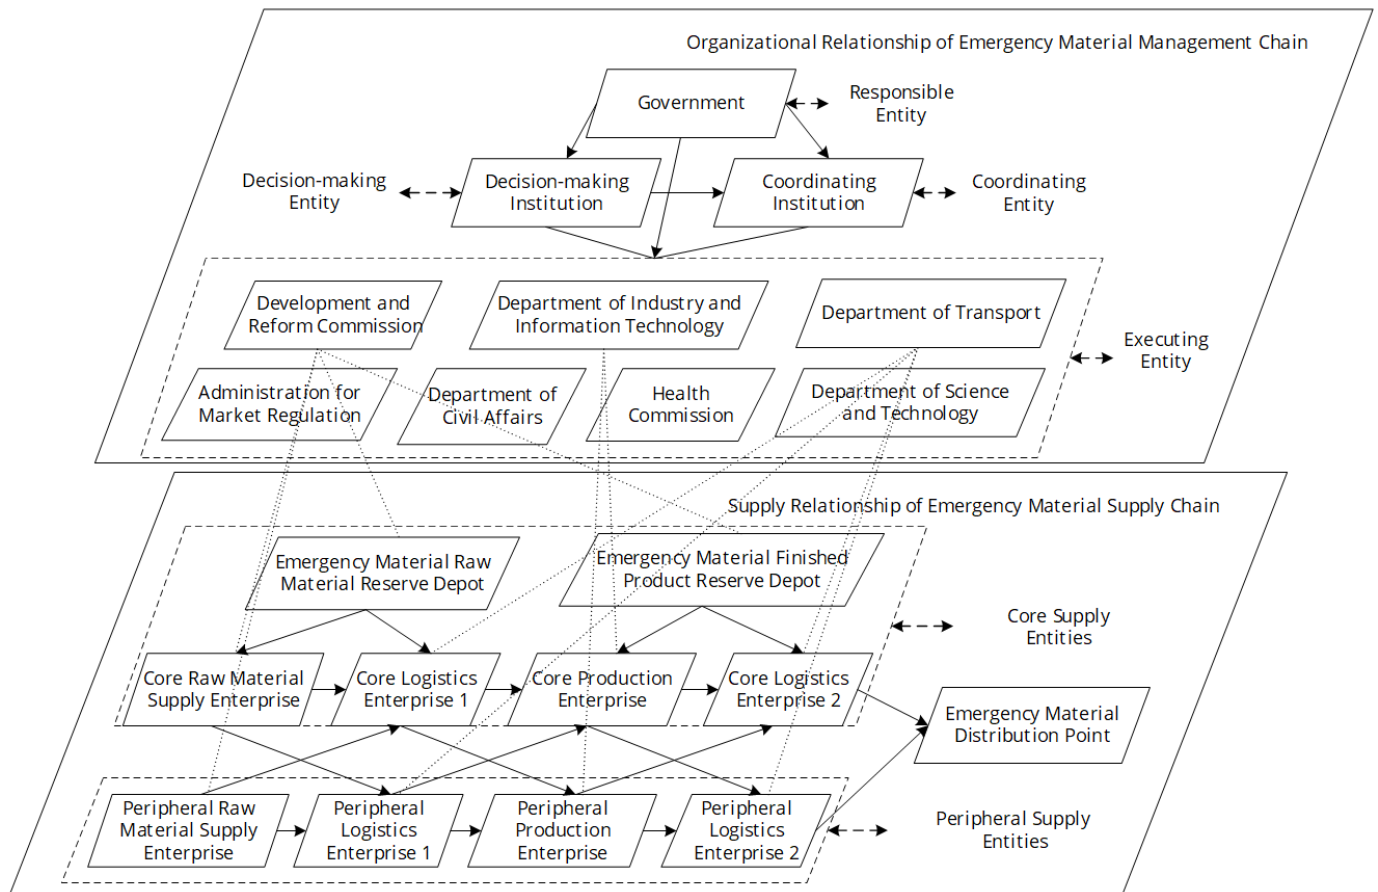 Organizational Relationship of Emergency Material Management Chain
Government
Responsible
Entity
Decision-making
Entity
Decision-making
Institution
Coordinating
Institution
Coordinating
Entity
Development and
Reform Commission
Department of Industry and
Information Technology
Department of Transport
Executing
Entity
Administration for
Market Regulation
Department of
Civil Affairs
Health
Commission
Department of Science
and Technology
Supply Relationship of Emergency Material Supply Chain
Emergency Material Raw
Material Reserve Depot
Emergency Material Finished
Product Reserve Depot
Core Supply
Entities
Core Raw Material
Supply Enterprise
Core Logistics
Enterprise 1
Core Production
Enterprise
Core Logistics
Enterprise 2
Emergency Material
Distribution Point
Peripheral Raw
Material Supply
Enterprise
Peripheral
Logistics
Enterprise 1
Peripheral
Production
Enterprise
Peripheral
Logistics
Enterprise 2
Peripheral Supply
Entities